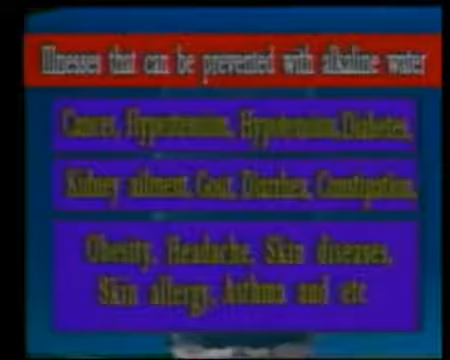 Illnesses that can be prevented with alkaline water
Cancer, Hypertension, Hypotension, Diabetes,
Kidney ailment, Gout, Diarrhea, Constipation,
Obesity, Headache, Skin diseases,
Skin allergy, Asthma and etc